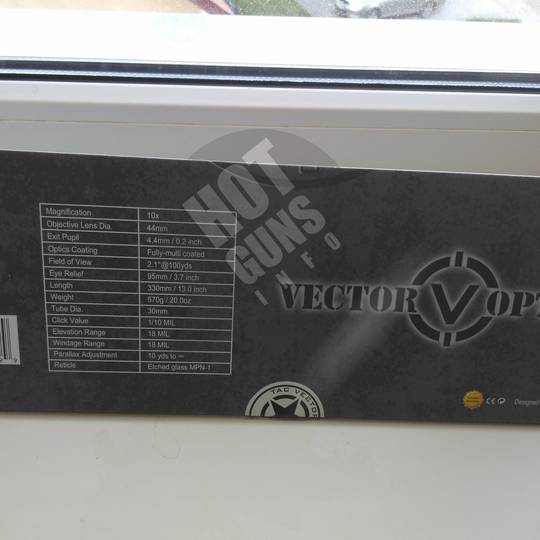 HOT
GUNS
INFO
Magnification 10x
Objective Lens Dia. 44mm
Exit Pupil 4.4mm / 0.2 inch
Optics Coating Fully-multi coated
Field of View 2.1°@100yds
Eye Relief 95mm / 3.7 inch
Length 330mm / 13.0 inch
Weight 570g / 20.0oz
Tube Dia. 30mm
Click Value 1/10 MIL
Elevation Range 18 MIL
Windage Range 18 MIL
Parallax Adjustment 10 yds to ∞
Reticle Etched glass MPN-1
VECTOR V OPT
TAC VECTOR
CE
Designed